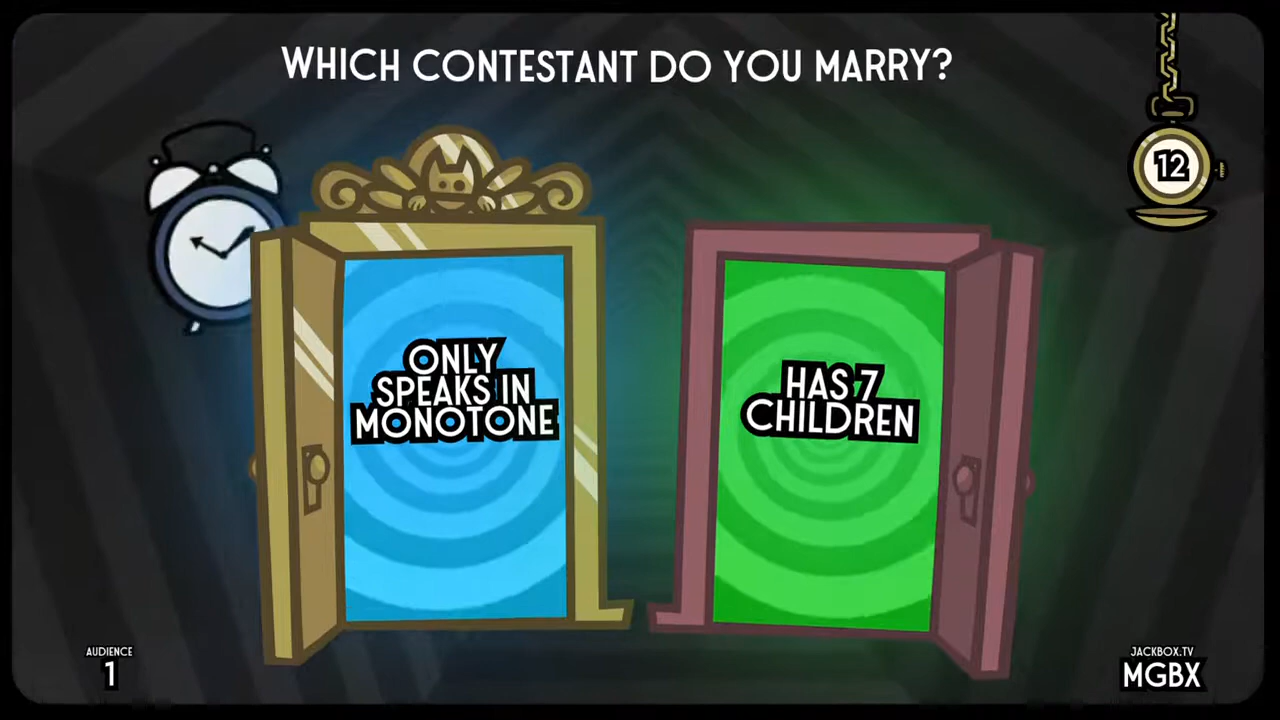 WHICH CONTESTANT DO YOU MARRY?
12
ONLY
SPEAKS IN
MONOTONE
HAS 7
CHILDREN
AUDIENCE
1
JACKBOX.TV
MGBX